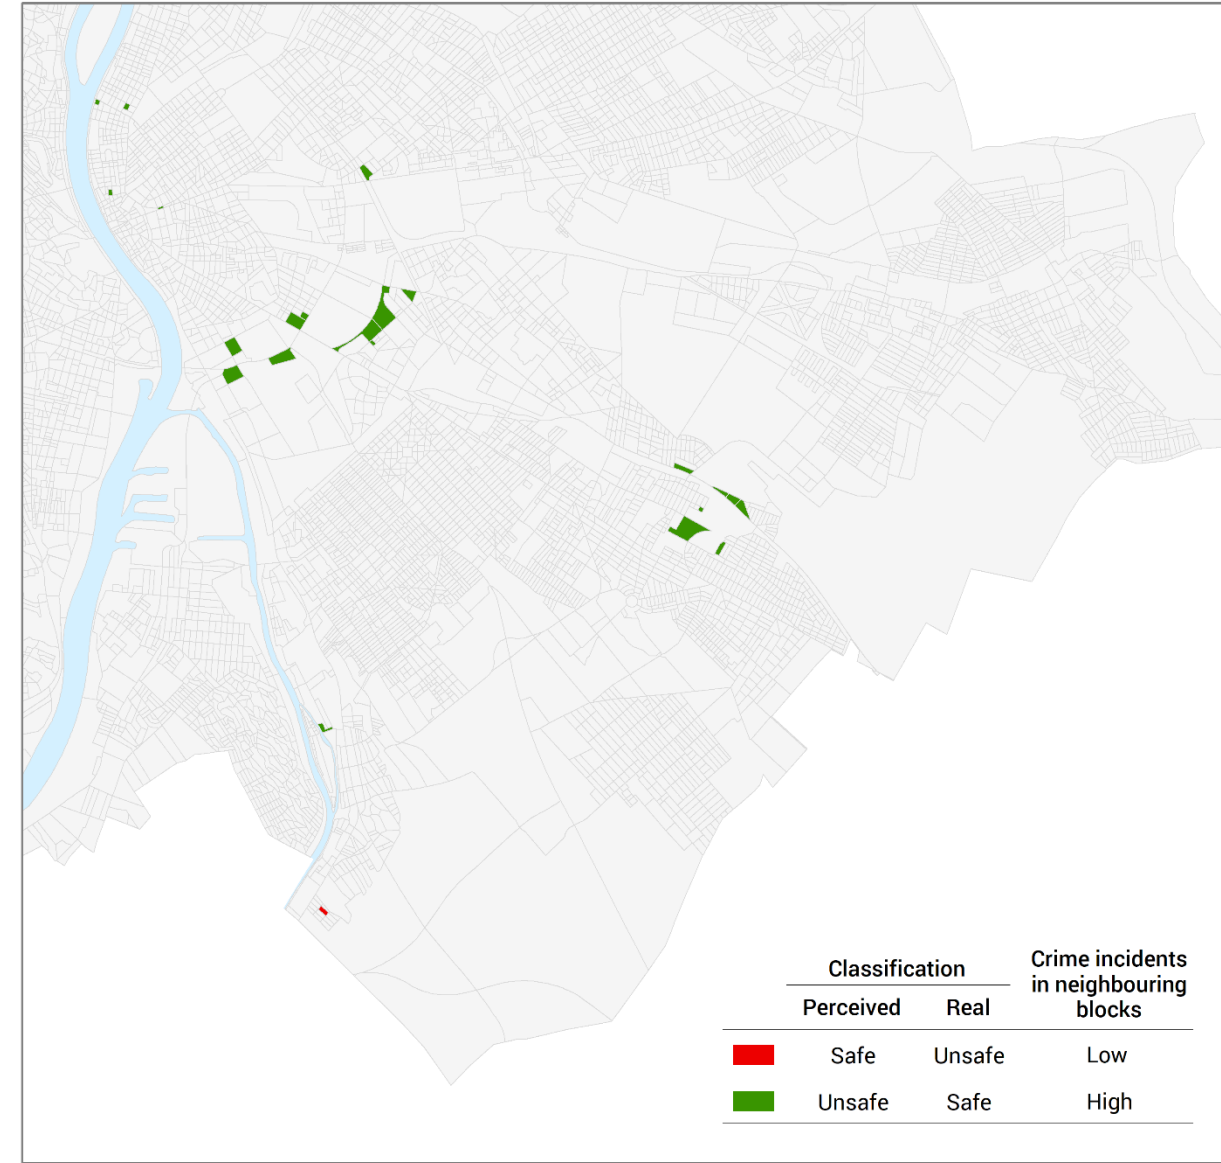 Classification
Crime incidents
in neighbouring
blocks
Perceived Real
Safe Unsafe Low
Unsafe Safe High